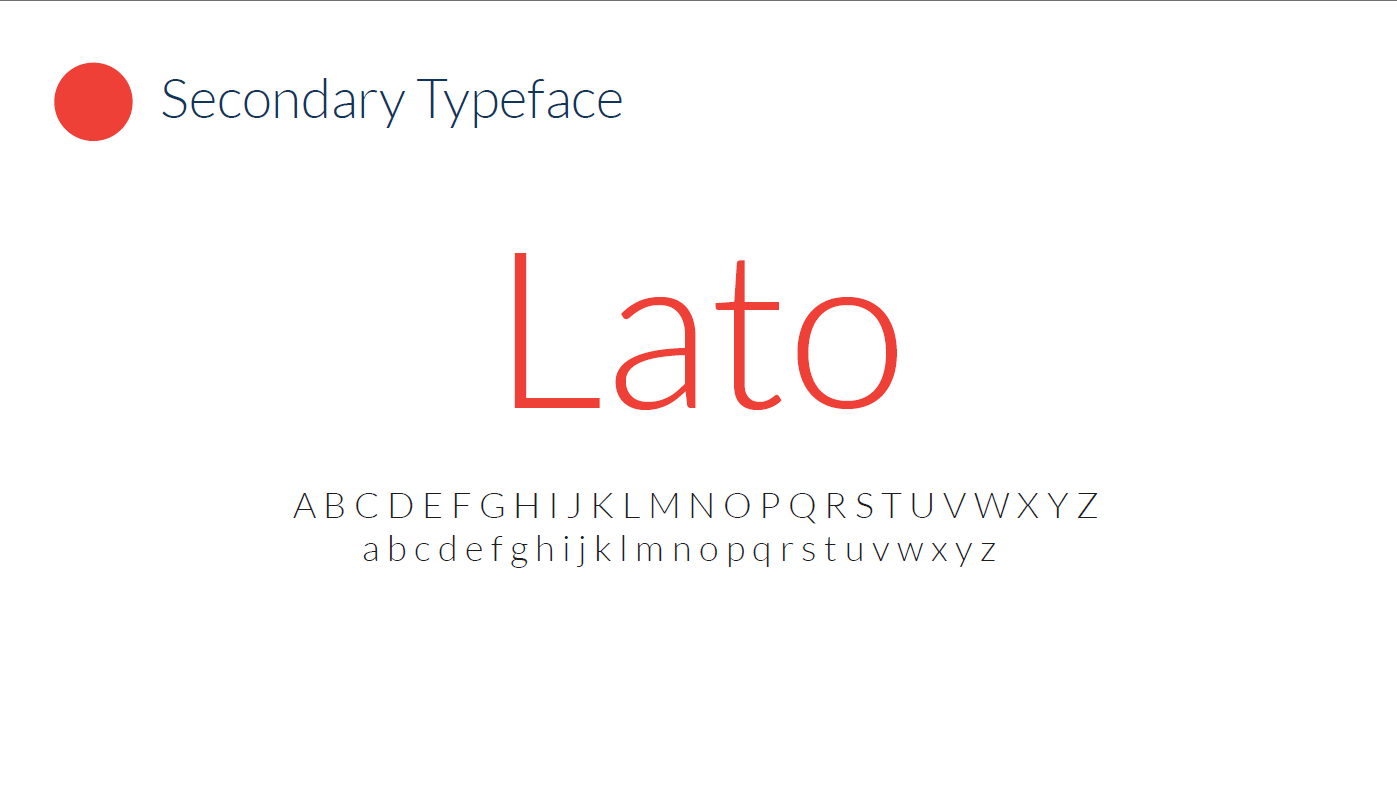 Secondary Typeface
Lato
A B C D E F G H I J K L M N O P Q R S T U V W X Y Z
a b c d e f g h i j k l m n o p q r s t u v w x y z